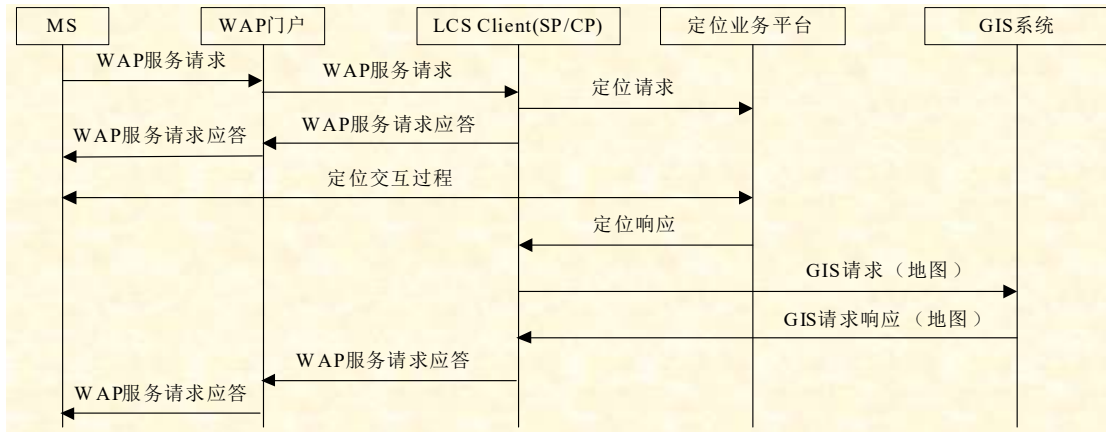 MS
WAP门户
LCS Client(SP/CP)
定位业务平台
GIS系统
WAP服务请求
WAP服务请求
定位请求
WAP服务请求应答
WAP服务请求应答
定位交互过程
定位响应
GIS请求（地图）
GIS请求响应（地图）
WAP服务请求应答
WAP服务请求应答